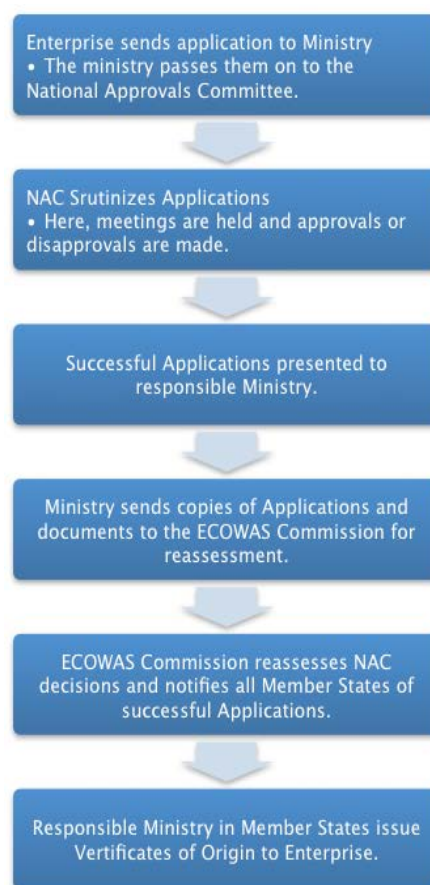 Enterprise sends application to Ministry
• The ministry passes them on to the
National Approvals Committee.
NAC Srutinizes Applications
• Here, meetings are held and approvals or
disapprovals are made.
Successful Applications presented to
responsible Ministry.
Ministry sends copies of Applications and
documents to the ECOWAS Commission for
reassessment.
ECOWAS Commission reassesses NAC
decisions and notifies all Member States of
successful Applications.
Responsible Ministry in Member States issue
Vertificates of Origin to Enterprise.